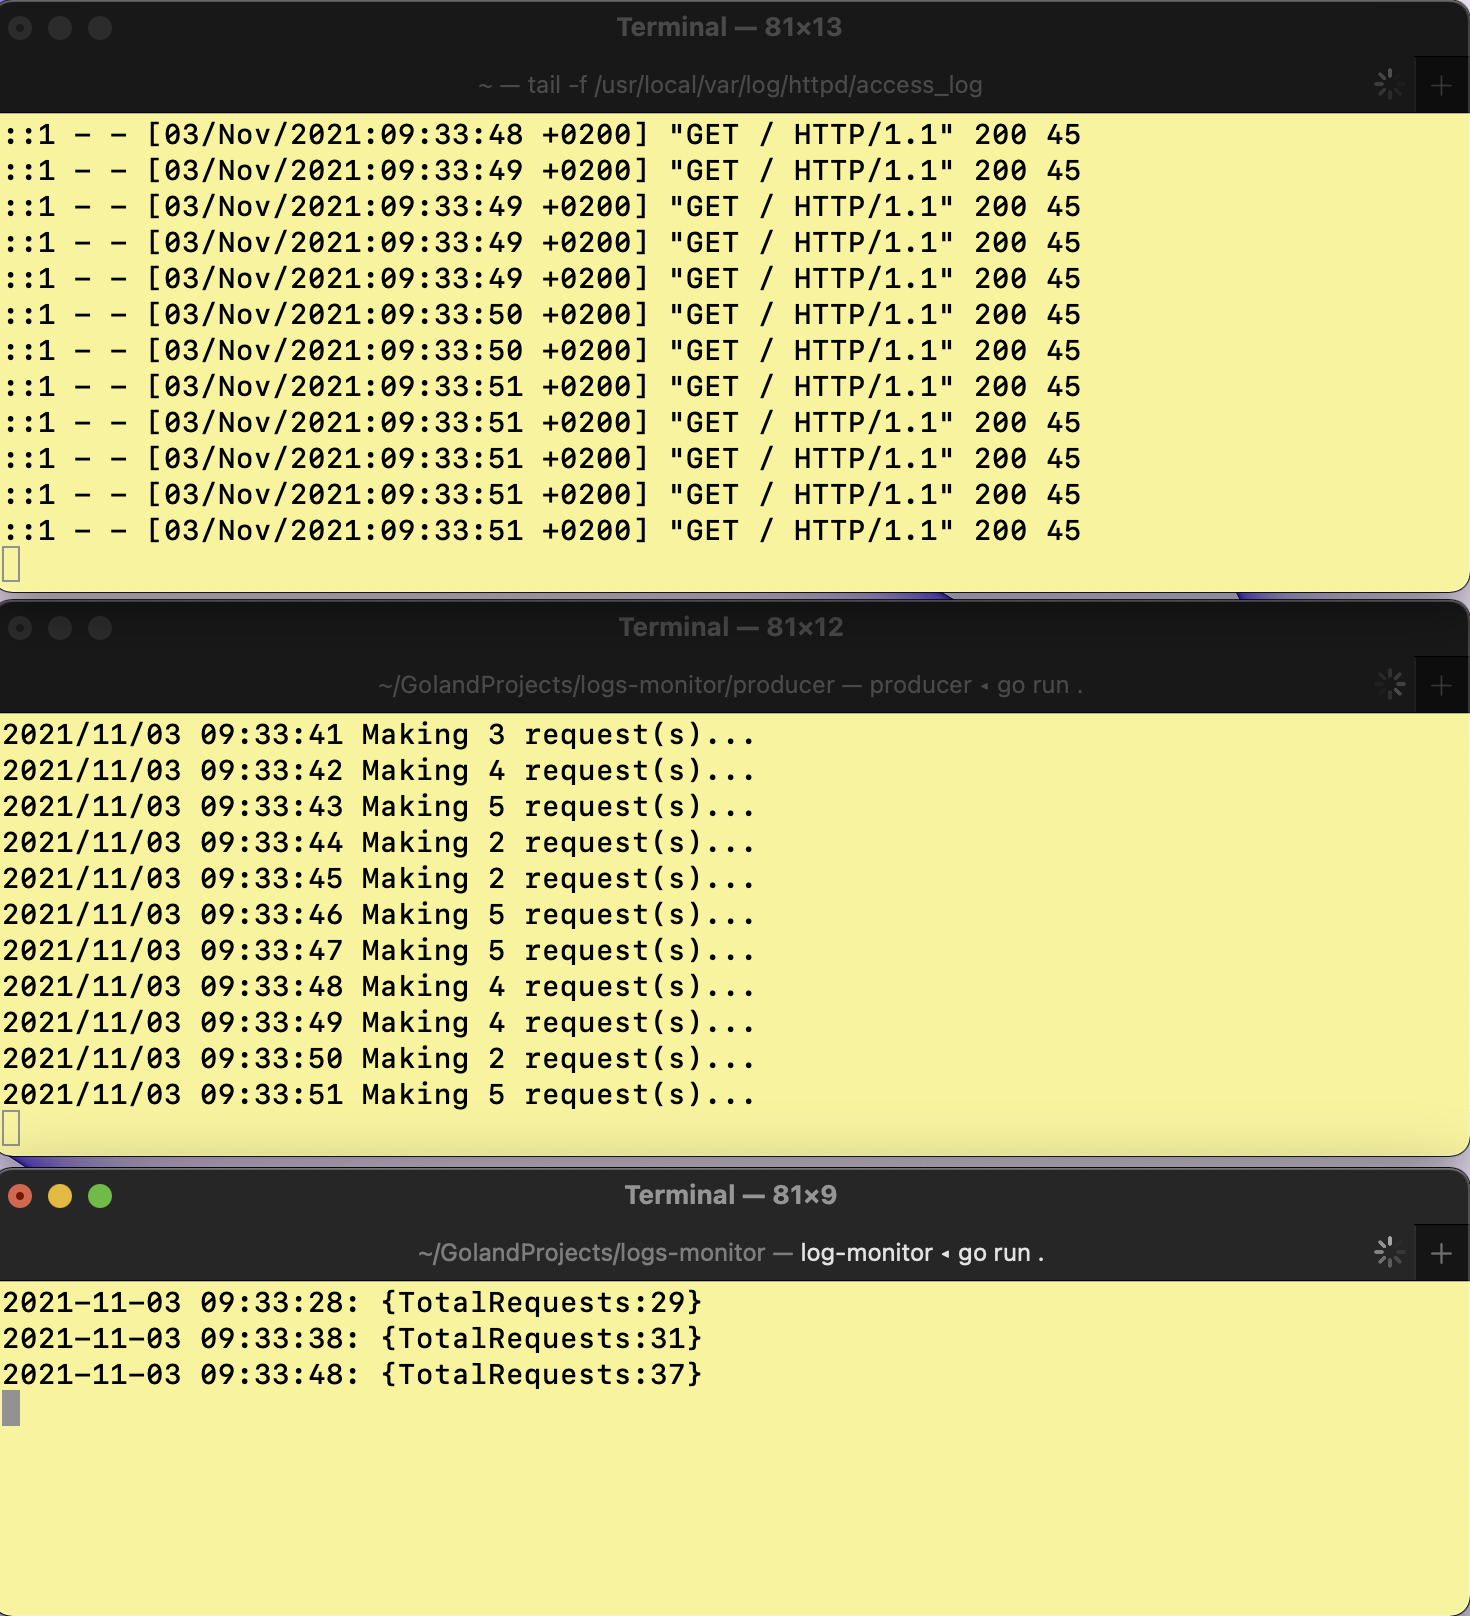 Terminal — 81×13
~ — tail -f /usr/local/var/log/httpd/access_log
::1 - - [03/Nov/2021:09:33:48 +0200] "GET / HTTP/1.1" 200 45
::1 - - [03/Nov/2021:09:33:49 +0200] "GET / HTTP/1.1" 200 45
::1 - - [03/Nov/2021:09:33:49 +0200] "GET / HTTP/1.1" 200 45
::1 - - [03/Nov/2021:09:33:49 +0200] "GET / HTTP/1.1" 200 45
::1 - - [03/Nov/2021:09:33:49 +0200] "GET / HTTP/1.1" 200 45
::1 - - [03/Nov/2021:09:33:50 +0200] "GET / HTTP/1.1" 200 45
::1 - - [03/Nov/2021:09:33:50 +0200] "GET / HTTP/1.1" 200 45
::1 - - [03/Nov/2021:09:33:51 +0200] "GET / HTTP/1.1" 200 45
::1 - - [03/Nov/2021:09:33:51 +0200] "GET / HTTP/1.1" 200 45
::1 - - [03/Nov/2021:09:33:51 +0200] "GET / HTTP/1.1" 200 45
::1 - - [03/Nov/2021:09:33:51 +0200] "GET / HTTP/1.1" 200 45
::1 - - [03/Nov/2021:09:33:51 +0200] "GET / HTTP/1.1" 200 45
Terminal — 81×12
~/GolandProjects/logs-monitor/producer — producer ◂ go run .
2021/11/03 09:33:41 Making 3 request(s)...
2021/11/03 09:33:42 Making 4 request(s)...
2021/11/03 09:33:43 Making 5 request(s)...
2021/11/03 09:33:44 Making 2 request(s)...
2021/11/03 09:33:45 Making 2 request(s)...
2021/11/03 09:33:46 Making 5 request(s)...
2021/11/03 09:33:47 Making 5 request(s)...
2021/11/03 09:33:48 Making 4 request(s)...
2021/11/03 09:33:49 Making 4 request(s)...
2021/11/03 09:33:50 Making 2 request(s)...
2021/11/03 09:33:51 Making 5 request(s)...
Terminal — 81×9
~/GolandProjects/logs-monitor — log-monitor ◂ go run .
2021-11-03 09:33:28: {TotalRequests:29}
2021-11-03 09:33:38: {TotalRequests:31}
2021-11-03 09:33:48: {TotalRequests:37}